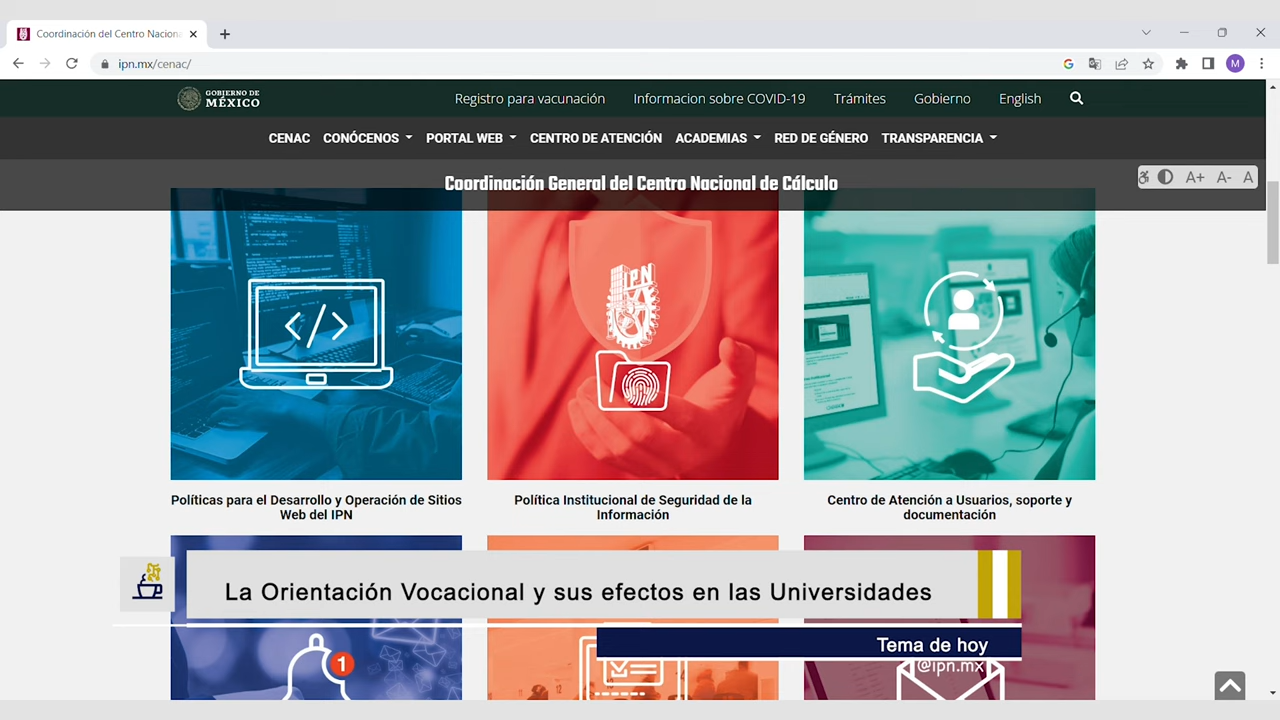 Coordinación del Centro Naciona
ipn.mx/cenac/
M
GOBIERNO DE
MÉXICO
Registro para vacunación
Informacion sobre COVID-19
Trámites
Gobierno
English
CENAC
CONÓCENOS
PORTAL WEB
CENTRO DE ATENCIÓN
ACADEMIAS
RED DE GÉNERO
TRANSPARENCIA
Coordinación General del Centro Nacional de Cálculo
A+
A-
A
</>
IPN
Políticas para el Desarrollo y Operación de Sitios
Web del IPN
Política Institucional de Seguridad de la
Información
Centro de Atención a Usuarios, soporte y
documentación
La Orientación Vocacional y sus efectos en las Universidades
Tema de hoy
1
@ipn.mx